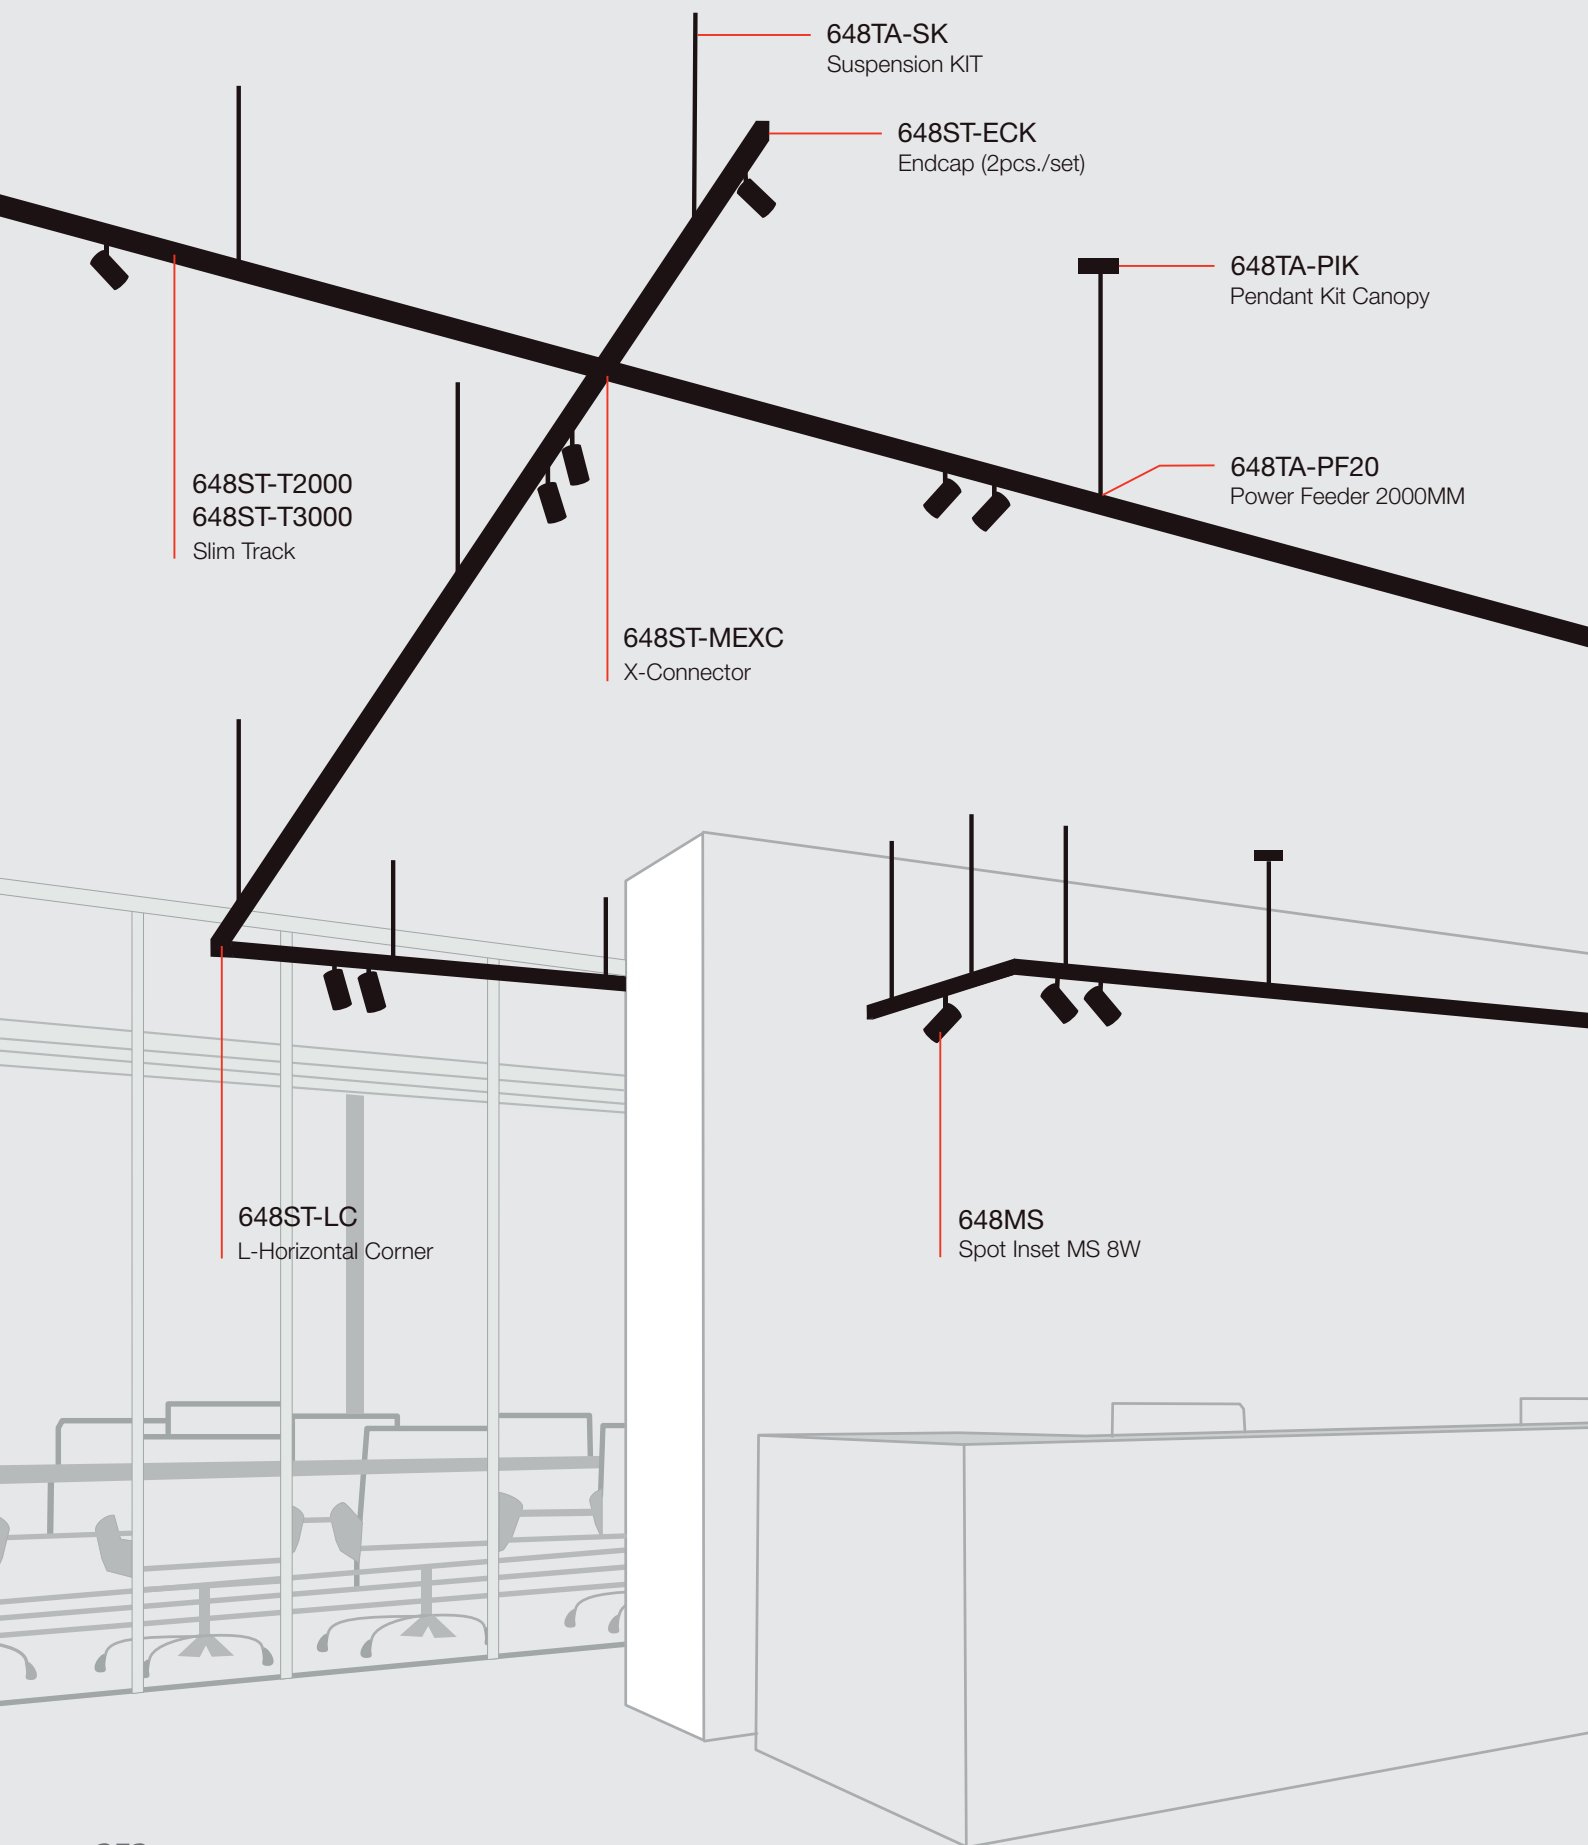 648TA-SK
Suspension KIT
648ST-ECK
Endcap (2pcs./set)
648TA-PIK
Pendant Kit Canopy
648ST-T2000
648ST-T3000
Slim Track
648TA-PF20
Power Feeder 2000MM
648ST-MEXC
X-Connector
648ST-LC
L-Horizontal Corner
648MS
Spot Inset MS 8W